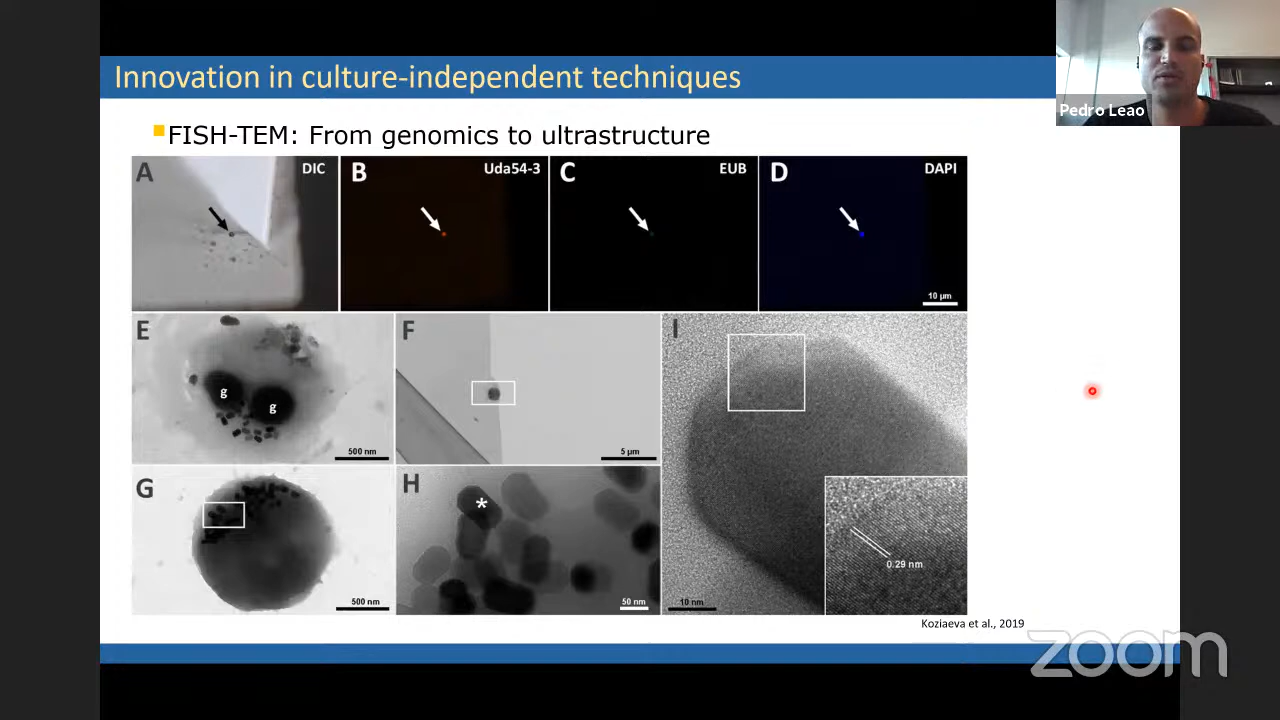 Innovation in culture-independent techniques
Pedro Leao
FISH-TEM: From genomics to ultrastructure
A
DIC
B
Uda54-3
C
EUB
D
DAPI
10 µm
E
g
g
500 nm
F
5 µm
G
500 nm
H
*
50 nm
I
0.29 nm
10 nm
Koziaeva et al., 2019
zoom